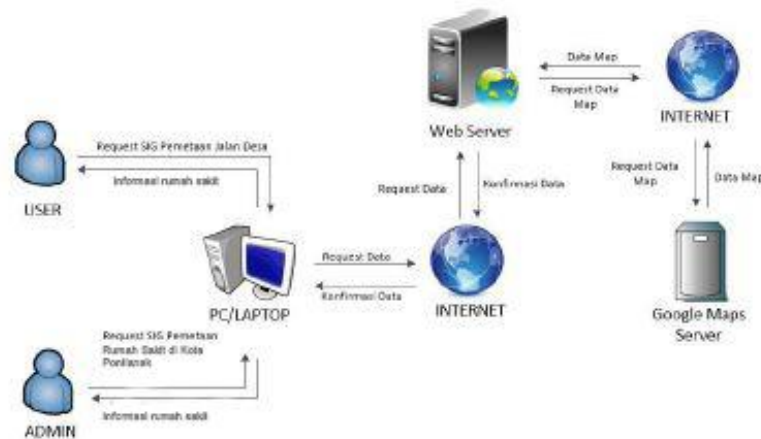 Data Map
Request Data
Map
INTERNET
Web Server
Request SIG Pemetaan Jalan Desa
Informasi rumah sakit
USER
Request Data
Konfirmasi Data
Request Data
Map
Data Map
Request Data
Konfirmasi Data
PC/LAPTOP
INTERNET
Google Maps
Server
Request SIG Pemetaan
Rumah Sakit di Kota
Pontianak
Informasi rumah sakit
ADMIN